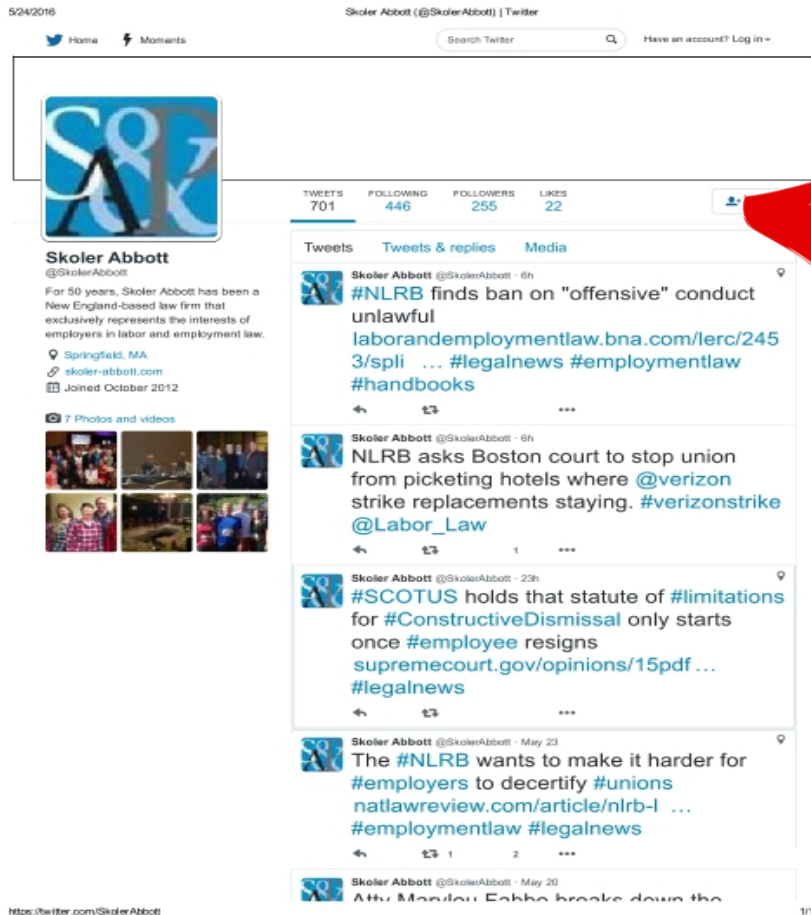 5/24/2016 Skoler Abbott (@SkolerAbbott) | Twitter
Home Moments Search Twitter Have an account? Log in
S&
AP
TWEETS FOLLOWING FOLLOWERS LIKES
701 446 255 22
Skoler Abbott
@SkolerAbbott
For 50 years, Skoler Abbott has been a
New England-based law firm that
exclusively represents the interests of
employers in labor and employment law.
Springfield, MA
skoler-abbott.com
Joined October 2012
7 Photos and videos
Tweets Tweets & replies Media
Skoler Abbott @SkolerAbbott · 6h
#NLRB finds ban on "offensive" conduct
unlawful
laborandemploymentlaw.bna.com/lerc/245
3/spli … #legalnews #employmentlaw
#handbooks
Skoler Abbott @SkolerAbbott · 6h
NLRB asks Boston court to stop union
from picketing hotels where @verizon
strike replacements staying. #verizonstrike
@Labor_Law
1
Skoler Abbott @SkolerAbbott · 23h
#SCOTUS holds that statute of #limitations
for #ConstructiveDismissal only starts
once #employee resigns
supremecourt.gov/opinions/15pdf…
#legalnews
Skoler Abbott @SkolerAbbott · May 23
The #NLRB wants to make it harder for
#employers to decertify #unions
natlawreview.com/article/nlrb-l …
#employmentlaw #legalnews
1 2
Skoler Abbott @SkolerAbbott · May 20
Atty Marylou Fabbo breaks down the
https://twitter.com/SkolerAbbott